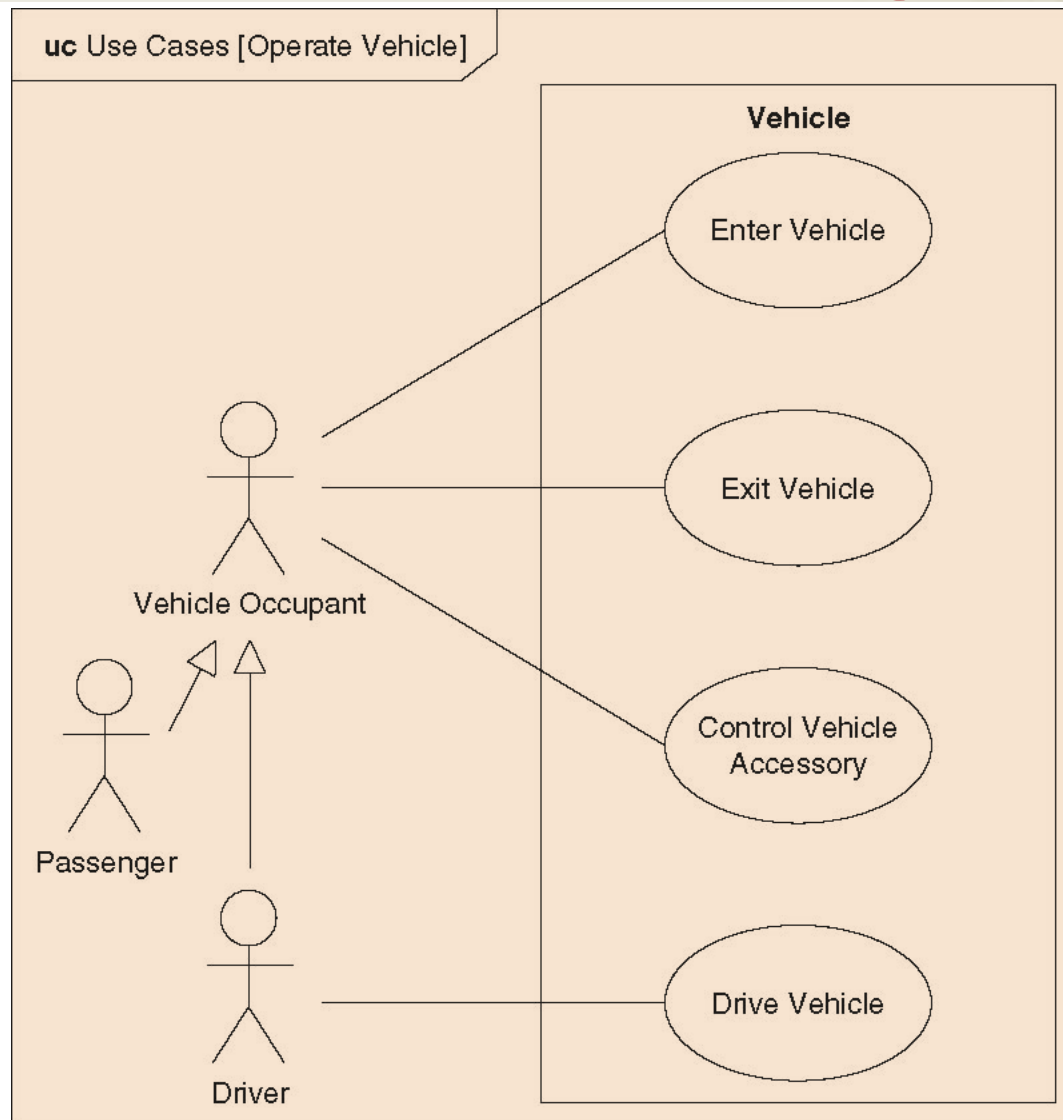 uc Use Cases [Operate Vehicle]
Vehicle
Enter Vehicle
Exit Vehicle
Vehicle Occupant
Control Vehicle
Accessory
Passenger
Drive Vehicle
Driver